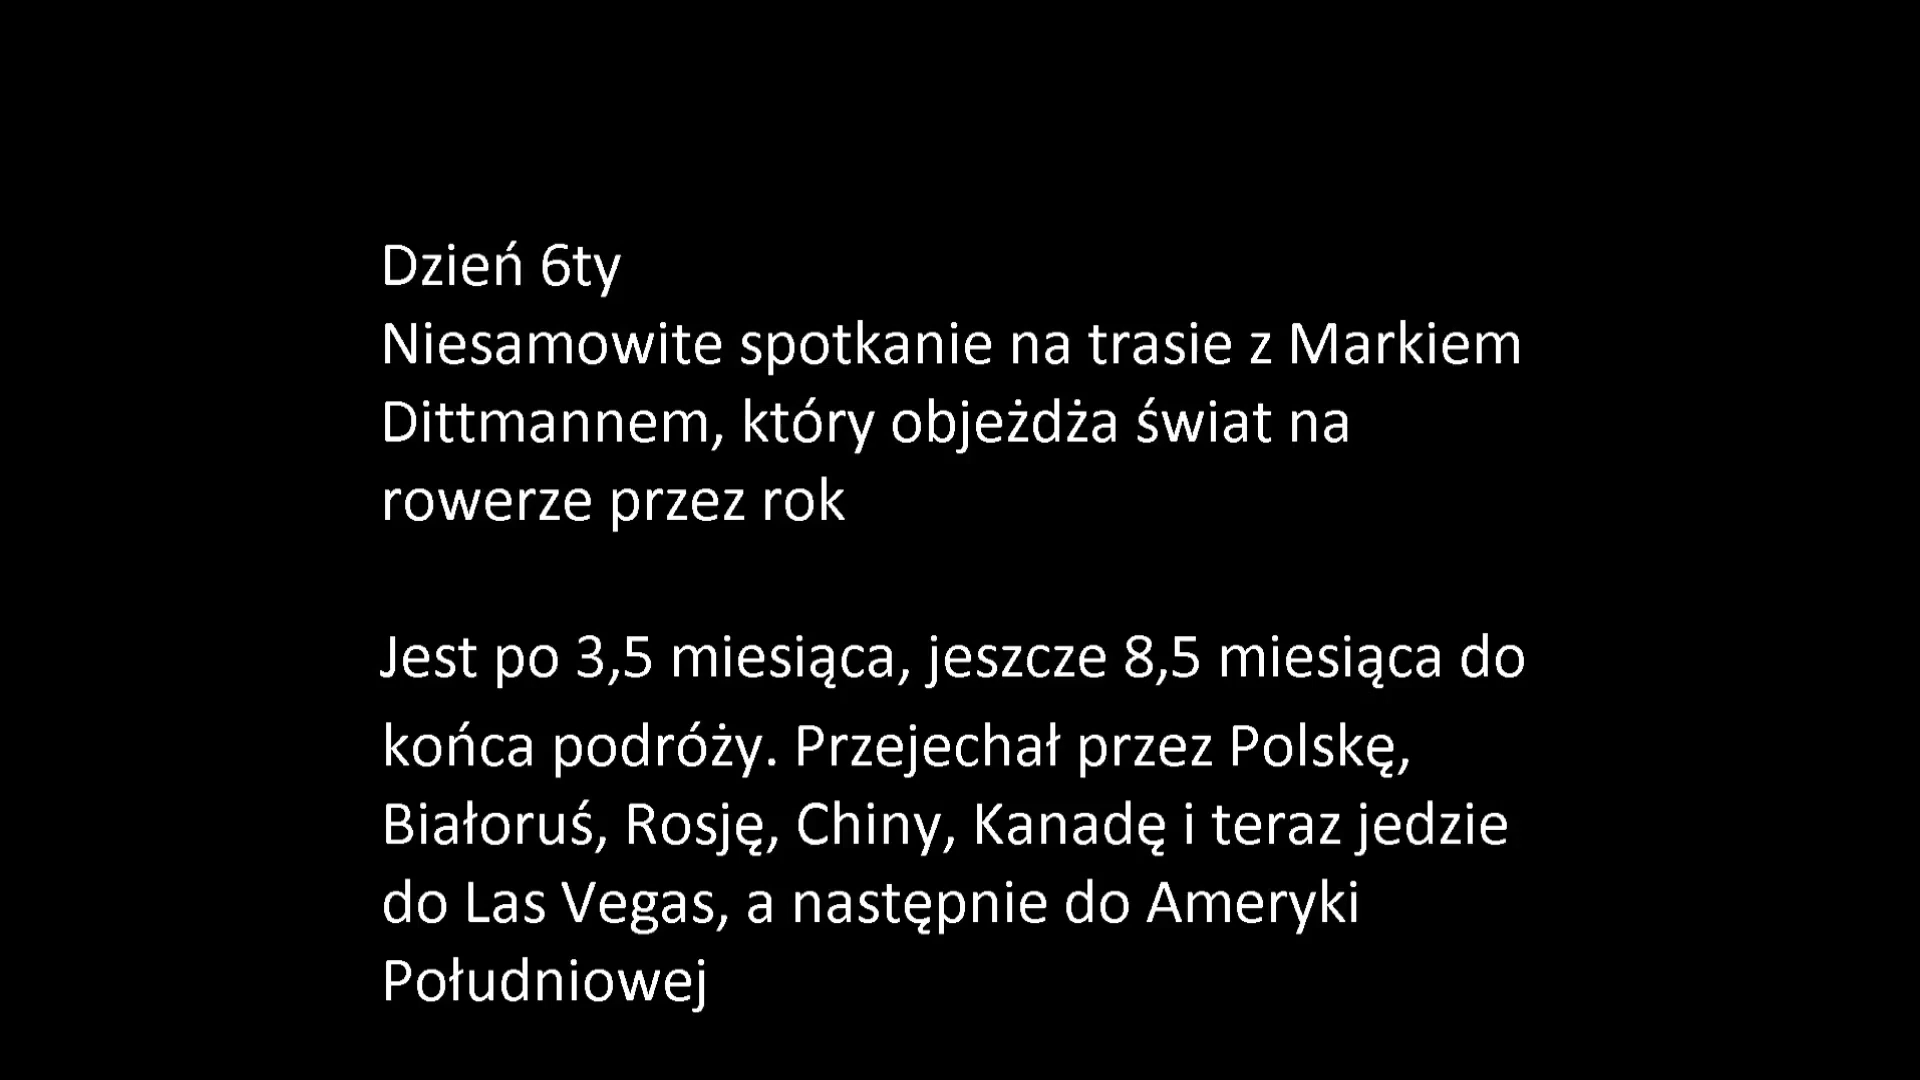 Dzień 6ty
Niesamowite spotkanie na trasie z Markiem
Dittmannem, który objeżdża świat na
rowerze przez rok
Jest po 3,5 miesiąca, jeszcze 8,5 miesiąca do
końca podróży. Przejechał przez Polskę,
Białoruś, Rosję, Chiny, Kanadę i teraz jedzie
do Las Vegas, a następnie do Ameryki
Południowej